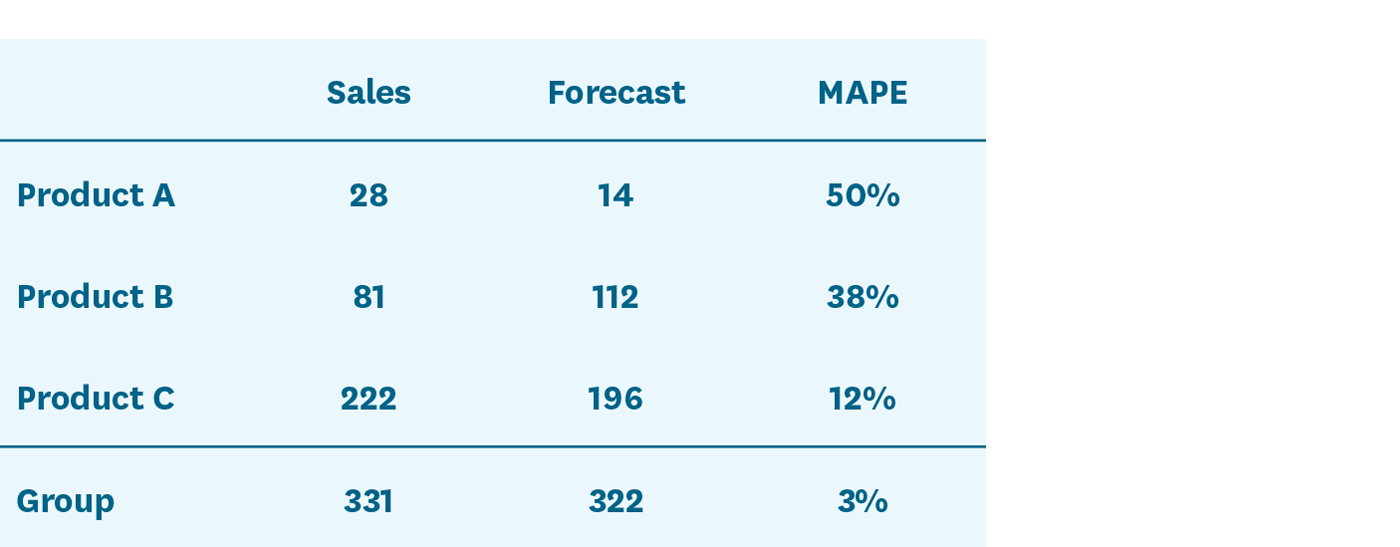 Sales Forecast MAPE
Product A 28 14 50%
Product B 81 112 38%
Product C 222 196 12%
Group 331 322 3%